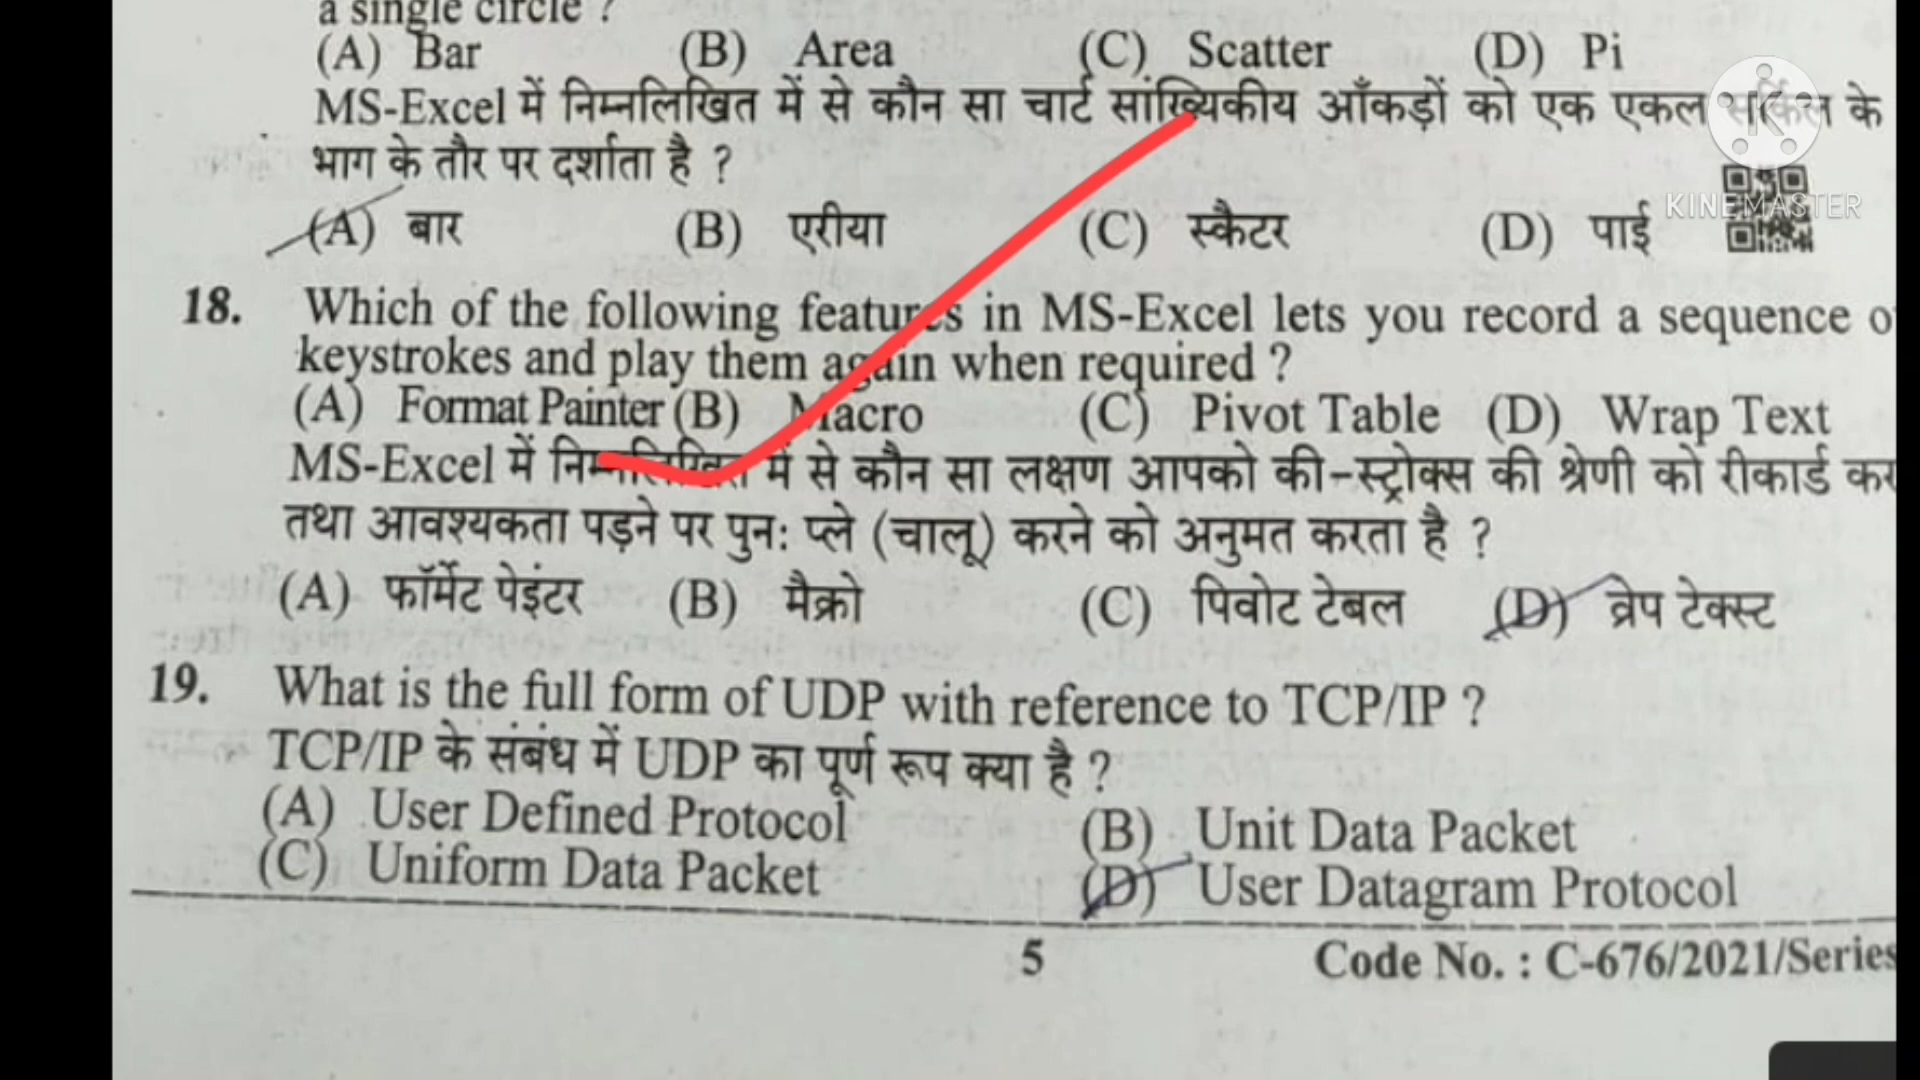 a single circle ?
(A) Bar (B) Area (C) Scatter (D) Pi
MS-Excel में निम्नलिखित में से कौन सा चार्ट सांख्यिकीय आँकड़ों को एक एकल सर्किल के
भाग के तौर पर दर्शाता है ?
KINEMASTER
(A) बार (B) एरीया (C) स्कैटर (D) पाई
18. Which of the following features in MS-Excel lets you record a sequence o
keystrokes and play them again when required ?
(A) Format Painter (B) Macro (C) Pivot Table (D) Wrap Text
MS-Excel में निम्नलिखित में से कौन सा लक्षण आपको की-स्ट्रोक्स की श्रेणी को रीकार्ड कर
तथा आवश्यकता पड़ने पर पुनः प्ले (चालू) करने को अनुमत करता है ?
(A) फॉर्मेट पेइंटर (B) मैक्रो (C) पिवोट टेबल (D) व्रेप टेक्स्ट
19. What is the full form of UDP with reference to TCP/IP ?
TCP/IP के संबंध में UDP का पूर्ण रूप क्या है ?
(A) User Defined Protocol (B) Unit Data Packet
(C) Uniform Data Packet (D) User Datagram Protocol
5 Code No. : C-676/2021/Series